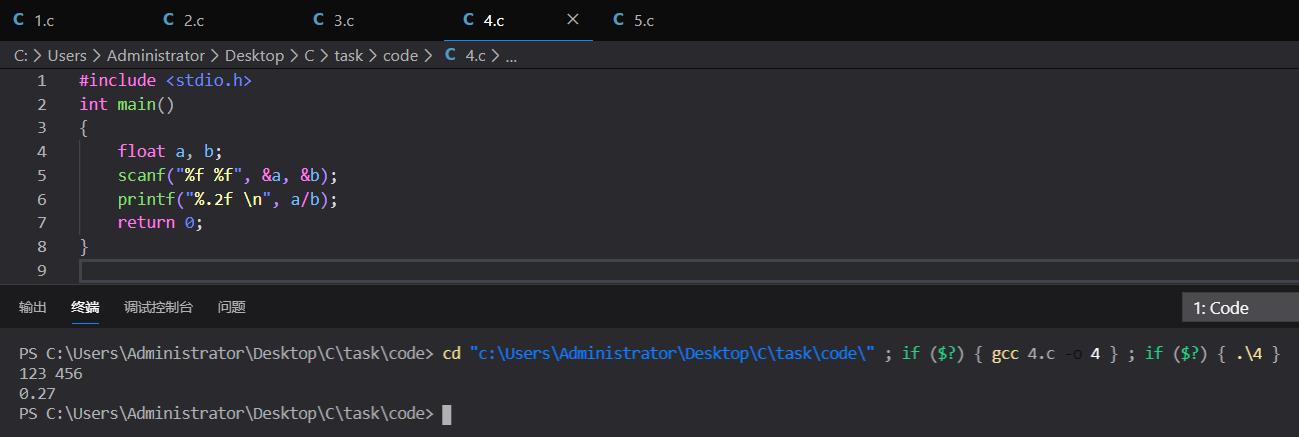 C 1.c C 2.c C 3.c C 4.c × C 5.c
C: > Users > Administrator > Desktop > C > task > code > C 4.c > ...
1 #include <stdio.h>
2 int main()
3 {
4     float a, b;
5     scanf("%f %f", &a, &b);
6     printf("%.2f \n", a/b);
7     return 0;
8 }
9
输出 终端 调试控制台 问题 1: Code
PS C:\Users\Administrator\Desktop\C\task\code> cd "c:\Users\Administrator\Desktop\C\task\code\" ; if ($?) { gcc 4.c -o 4 } ; if ($?) { .\4 }
123 456
0.27
PS C:\Users\Administrator\Desktop\C\task\code>